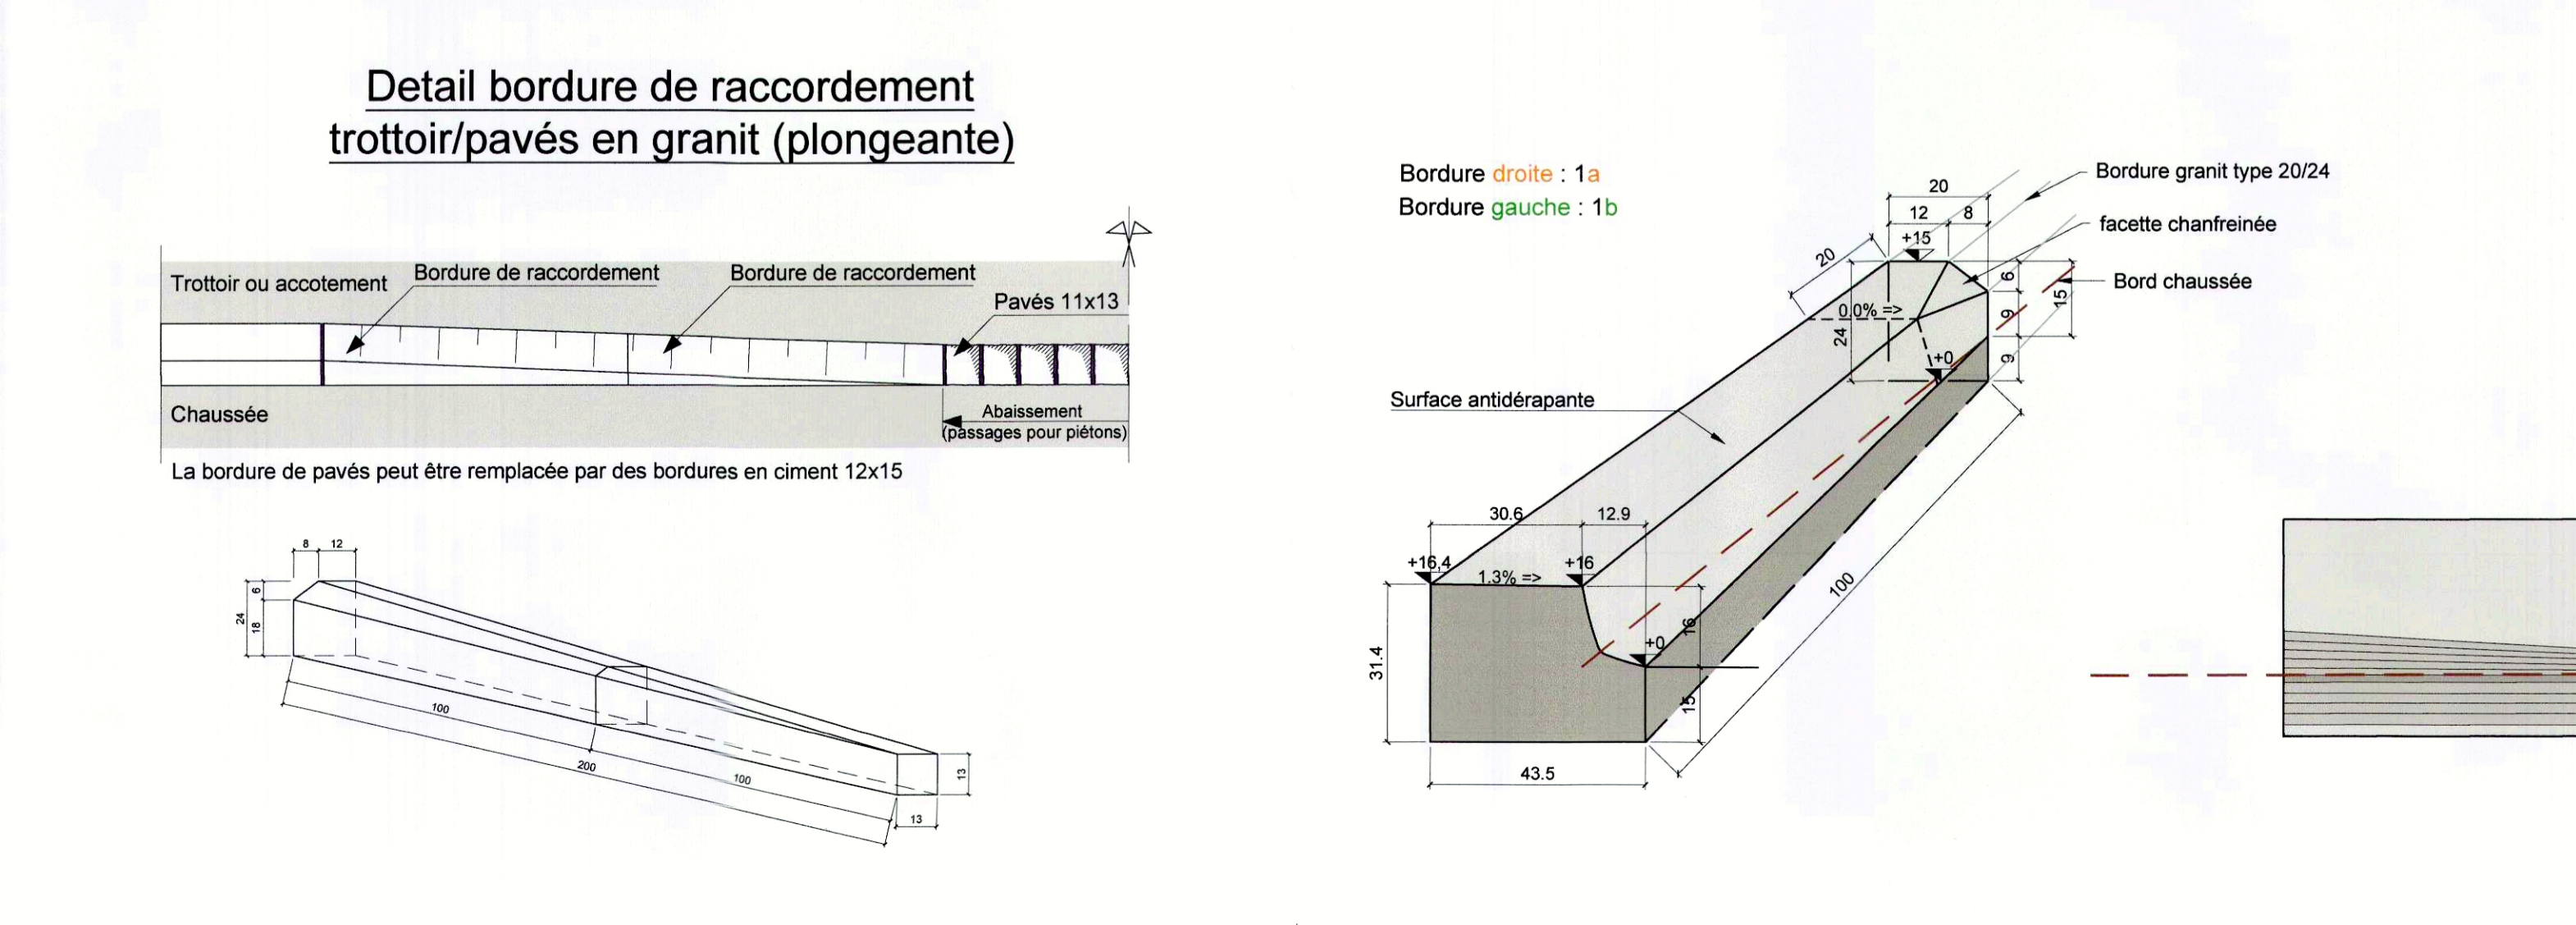 Detail bordure de raccordement
trottoir/pavés en granit (plongeante)
Trottoir ou accotement
Bordure de raccordement
Bordure de raccordement
Pavés 11x13
Chaussée
Abaissement
(passages pour piétons)
La bordure de pavés peut être remplacée par des bordures en ciment 12x15
8
12
6
24
18
100
200
100
13
13
Bordure droite : 1a
Bordure gauche : 1b
20
12
8
+15
20
Bordure granit type 20/24
facette chanfreinée
Bord chaussée
6
15
9
9
0.0% =>
24
+0
Surface antidérapante
30.6
12.9
+16,4
+16
1.3% =>
16
+0
15
31.4
100
43.5